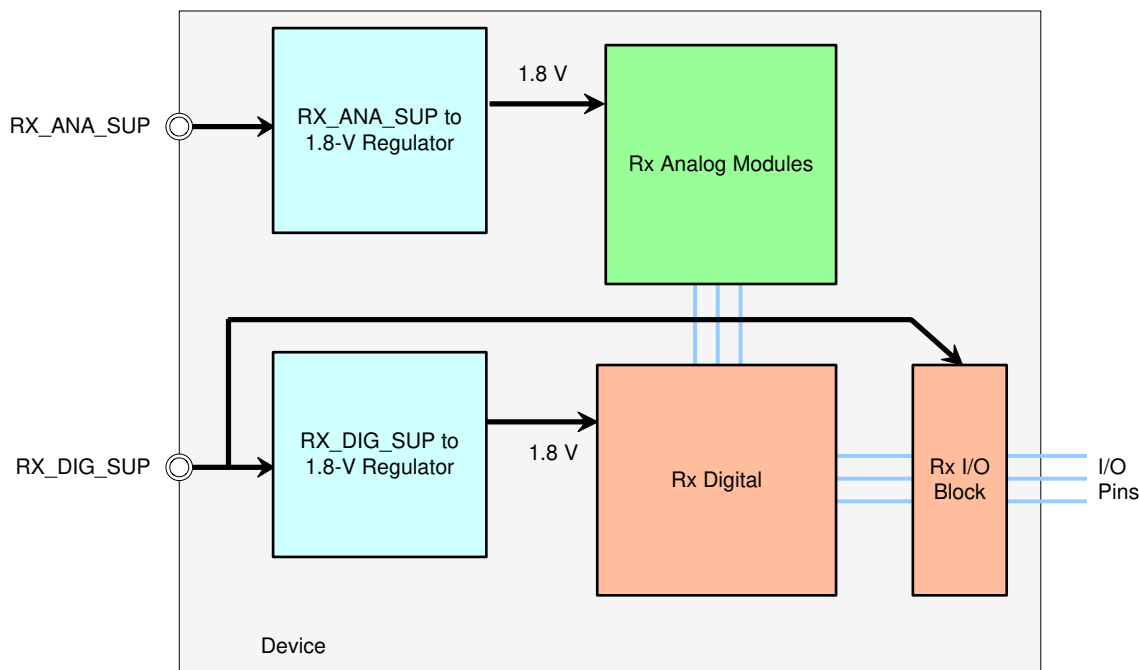 1.8 V
RX_ANA_SUP
RX_ANA_SUP to
1.8-V Regulator
Rx Analog Modules
RX_DIG_SUP
RX_DIG_SUP to
1.8-V Regulator
1.8 V
Rx Digital
Rx I/O
Block
I/O
Pins
Device